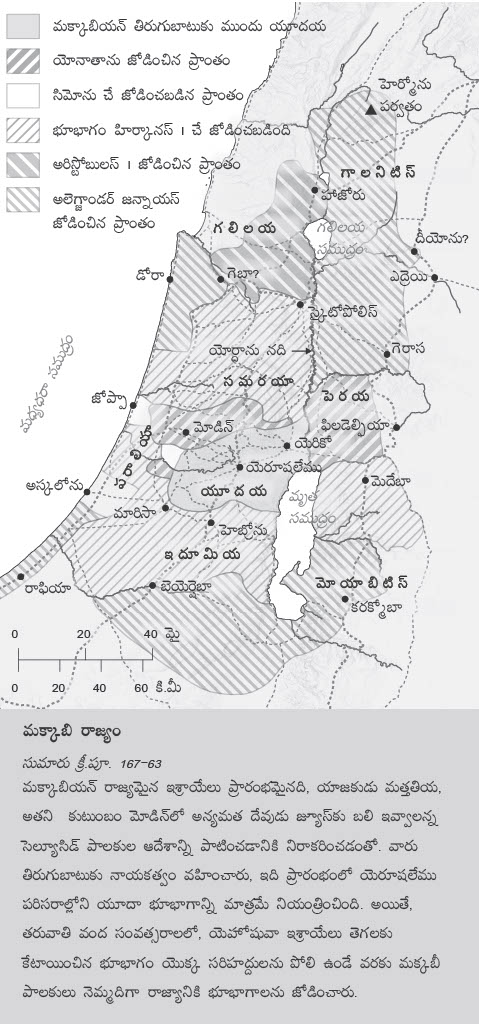 మక్కాబియన్ తిరుగుబాటుకు ముందు యూదయ
యోనాతాను జోడించిన ప్రాంతం
సిమోను చే జోడించబడిన ప్రాంతం
భూభాగం హిర్కానస్ I చే జోడించబడింది
అరిస్టోబులస్ I జోడించిన ప్రాంతం
అలెగ్జాండర్ జన్నాయస్
జోడించిన ప్రాంతం
హెర్మోను
పర్వతం
గాలనిటిస్
హాజోరు
గలిలయ
గలిలయ
సముద్రం
దీయోను?
డోరా
గెబా?
ఎద్రెయి
స్కైటోపోలిస్
మధ్యధరా సముద్రం
యోర్దాను నది
గెరాస
సమరయా
పెరయ
జోప్పా
ఫిలడెల్ఫియా
మోడిన్
యెరికో
యెరూషలేము
అస్కలోను
యూదయ
మెదేబా
మృత
సముద్రం
మారిసా
హెబ్రోను
ఇదూమియ
మోయాబిటిస్
రాఫియా
బెయెర్షెబా
కరక్మోబా
0 20 40 మై
0 20 40 60 కి.మీ
మక్కాబి రాజ్యం
సుమారు క్రీ.పూ. 167–63
మక్కాబియన్ రాజ్యమైన ఇశ్రాయేలు ప్రారంభమైనది, యాజకుడు మత్తతియ,
అతని కుటుంబం మోడిన్‌లో అన్యమత దేవుడు జ్యూస్‌కు బలి ఇవ్వాలన్న
సెల్యూసిడ్ పాలకుల ఆదేశాన్ని పాటించడానికి నిరాకరించడంతో. వారు
తిరుగుబాటుకు నాయకత్వం వహించారు, ఇది ప్రారంభంలో యెరూషలేము
పరిసరాల్లోని యూదా భూభాగాన్ని మాత్రమే నియంత్రించింది. అయితే,
తరువాతి వంద సంవత్సరాలలో, యెహోషువా ఇశ్రాయేలు తెగలకు
కేటాయించిన భూభాగం యొక్క సరిహద్దులను పోలి ఉండే వరకు మక్కబీ
పాలకులు నెమ్మదిగా రాజ్యానికి భూభాగాలను జోడించారు.